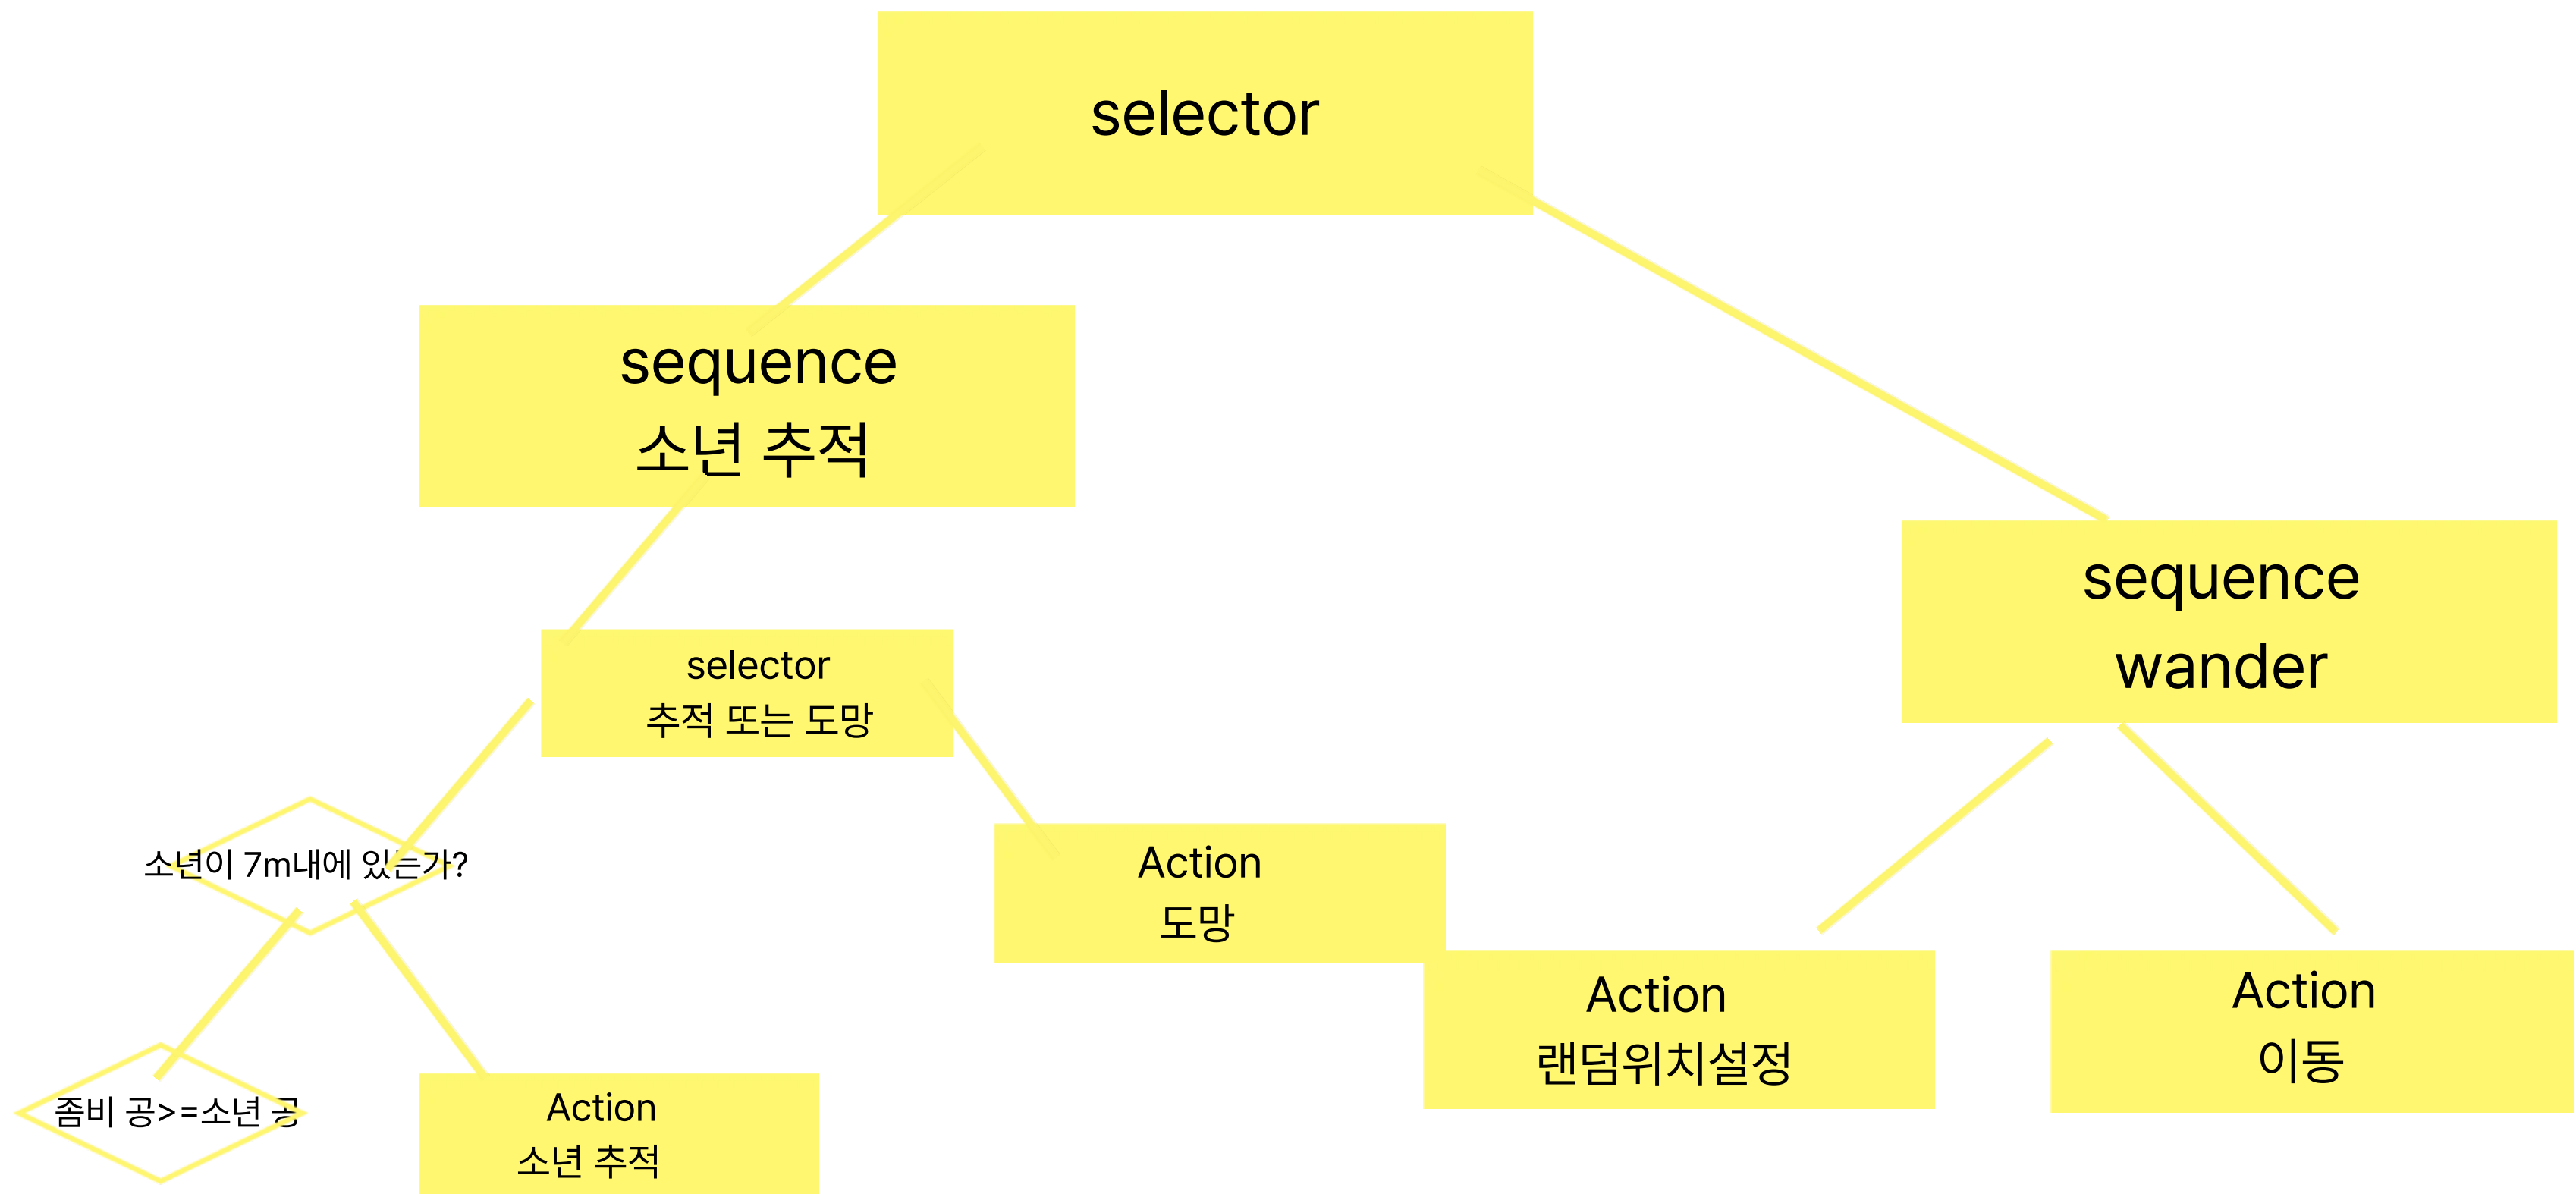 selector
sequence
소년 추적
sequence
wander
selector
추적 또는 도망
소년이 7m내에 있는가?
Action
도망
Action
랜덤위치설정
Action
이동
좀비 공>=소년 공
Action
소년 추적